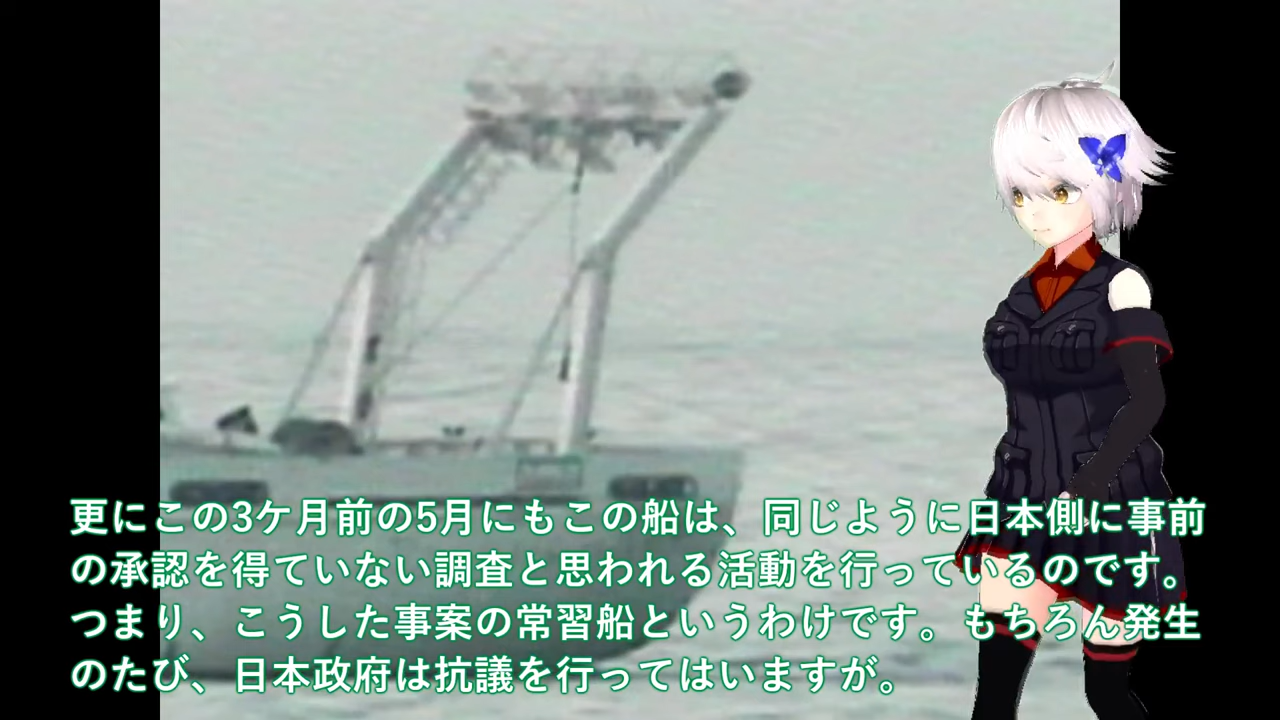 更にこの3ケ月前の5月にもこの船は、同じように日本側に事前
の承認を得ていない調査と思われる活動を行っているのです。
つまり、こうした事案の常習船というわけです。もちろん発生
のたび、日本政府は抗議を行ってはいますが。